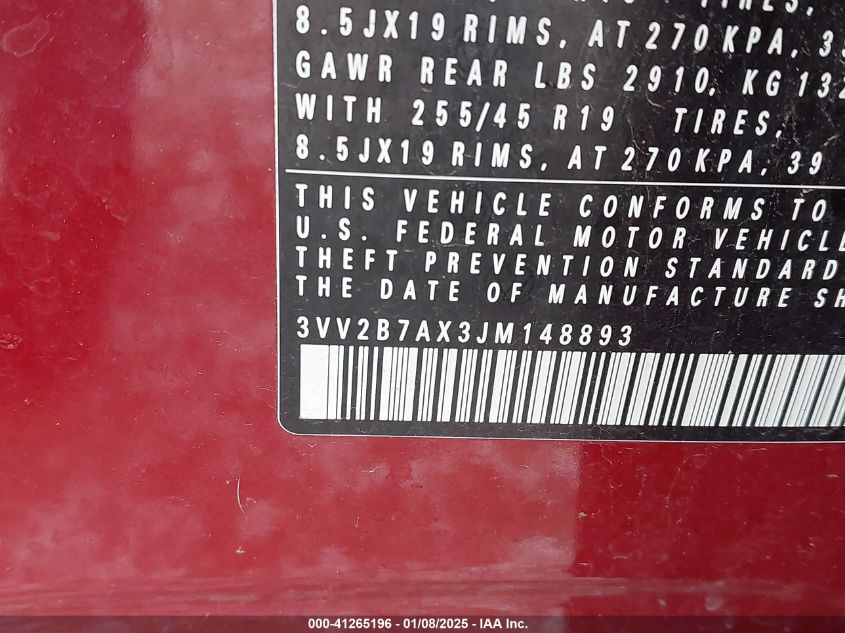 8.5JX19 RIMS, AT 270KPA,
GAWR REAR LBS 2910, KG
WITH 255/45 R19 TIRES,
8.5JX19 RIMS, AT 270KPA, 39
THIS VEHICLE CONFORMS TO
U.S. FEDERAL MOTOR VEHICLE
THEFT PREVENTION STANDARD
THE DATE OF MANUFACTURE
3VV2B7AX3JM148893
000-41265196 - 01/08/2025 - IAA Inc.